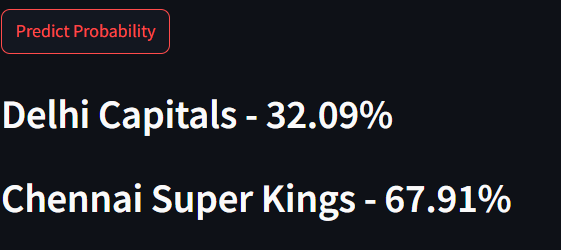 Predict Probability
Delhi Capitals - 32.09%
Chennai Super Kings - 67.91%